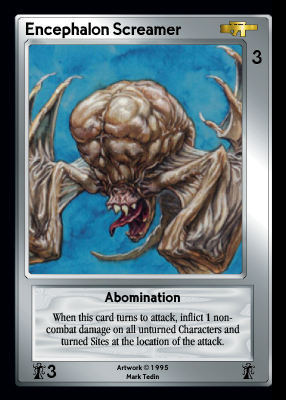 Encephalon Screamer
3
Abomination
When this card turns to attack, inflict 1 non-
combat damage on all unturned Characters and
turned Sites at the location of the attack.
3
Artwork © 1995
Mark Tedin